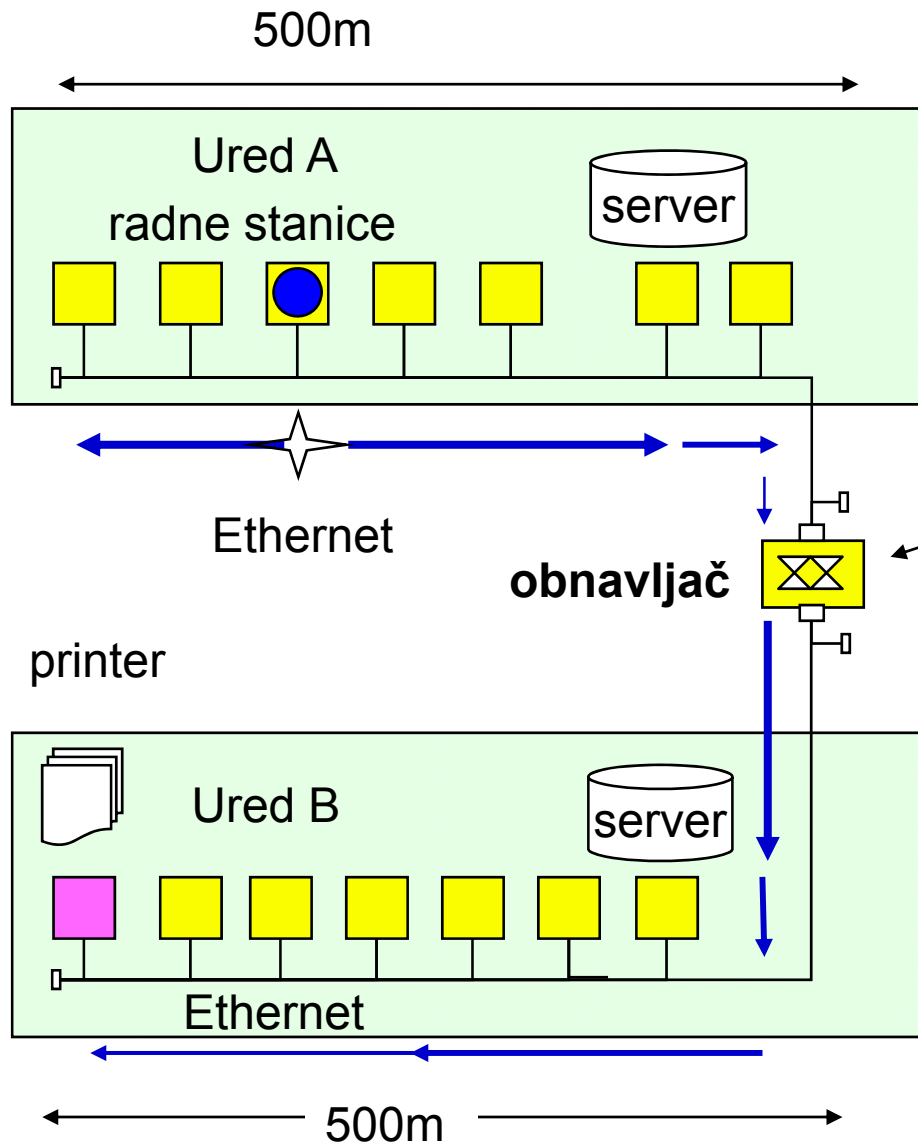 500m
Ured A
server
radne stanice
Ethernet
obnavljač
printer
Ured B
server
Ethernet
500m